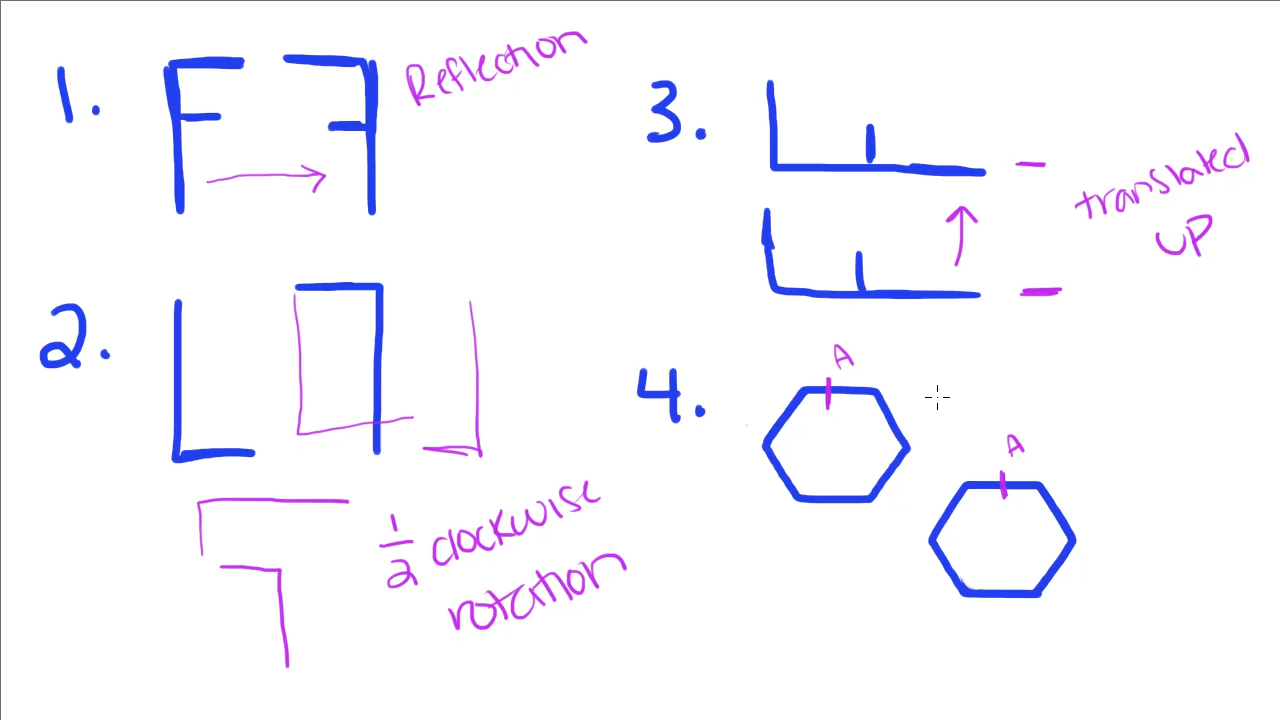 1.
F
Reflection
2.
L
1/2 clockwise
rotation
3.
translated
UP
4.
A
A